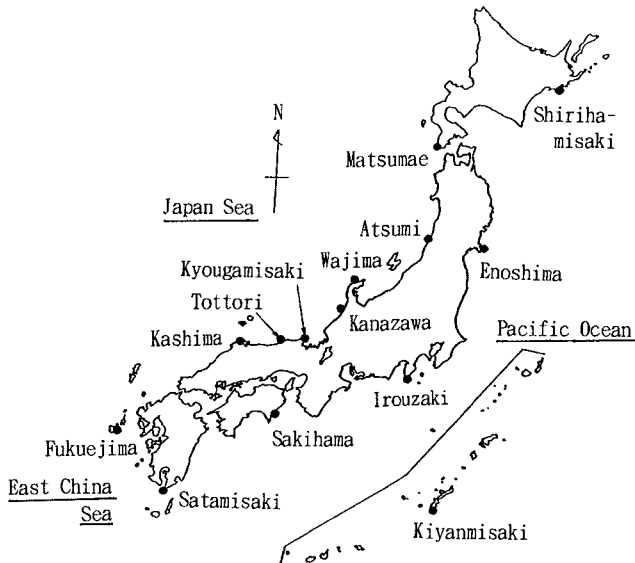 Shiriha-
misaki
N
Matsumae
Japan Sea
Atsumi
Wajima
Enoshima
Kyougamisaki
Tottori
Kanazawa
Kashima
Pacific Ocean
Irouzaki
Sakihama
Fukuejima
East China
Sea
Satamisaki
Kiyanmisaki